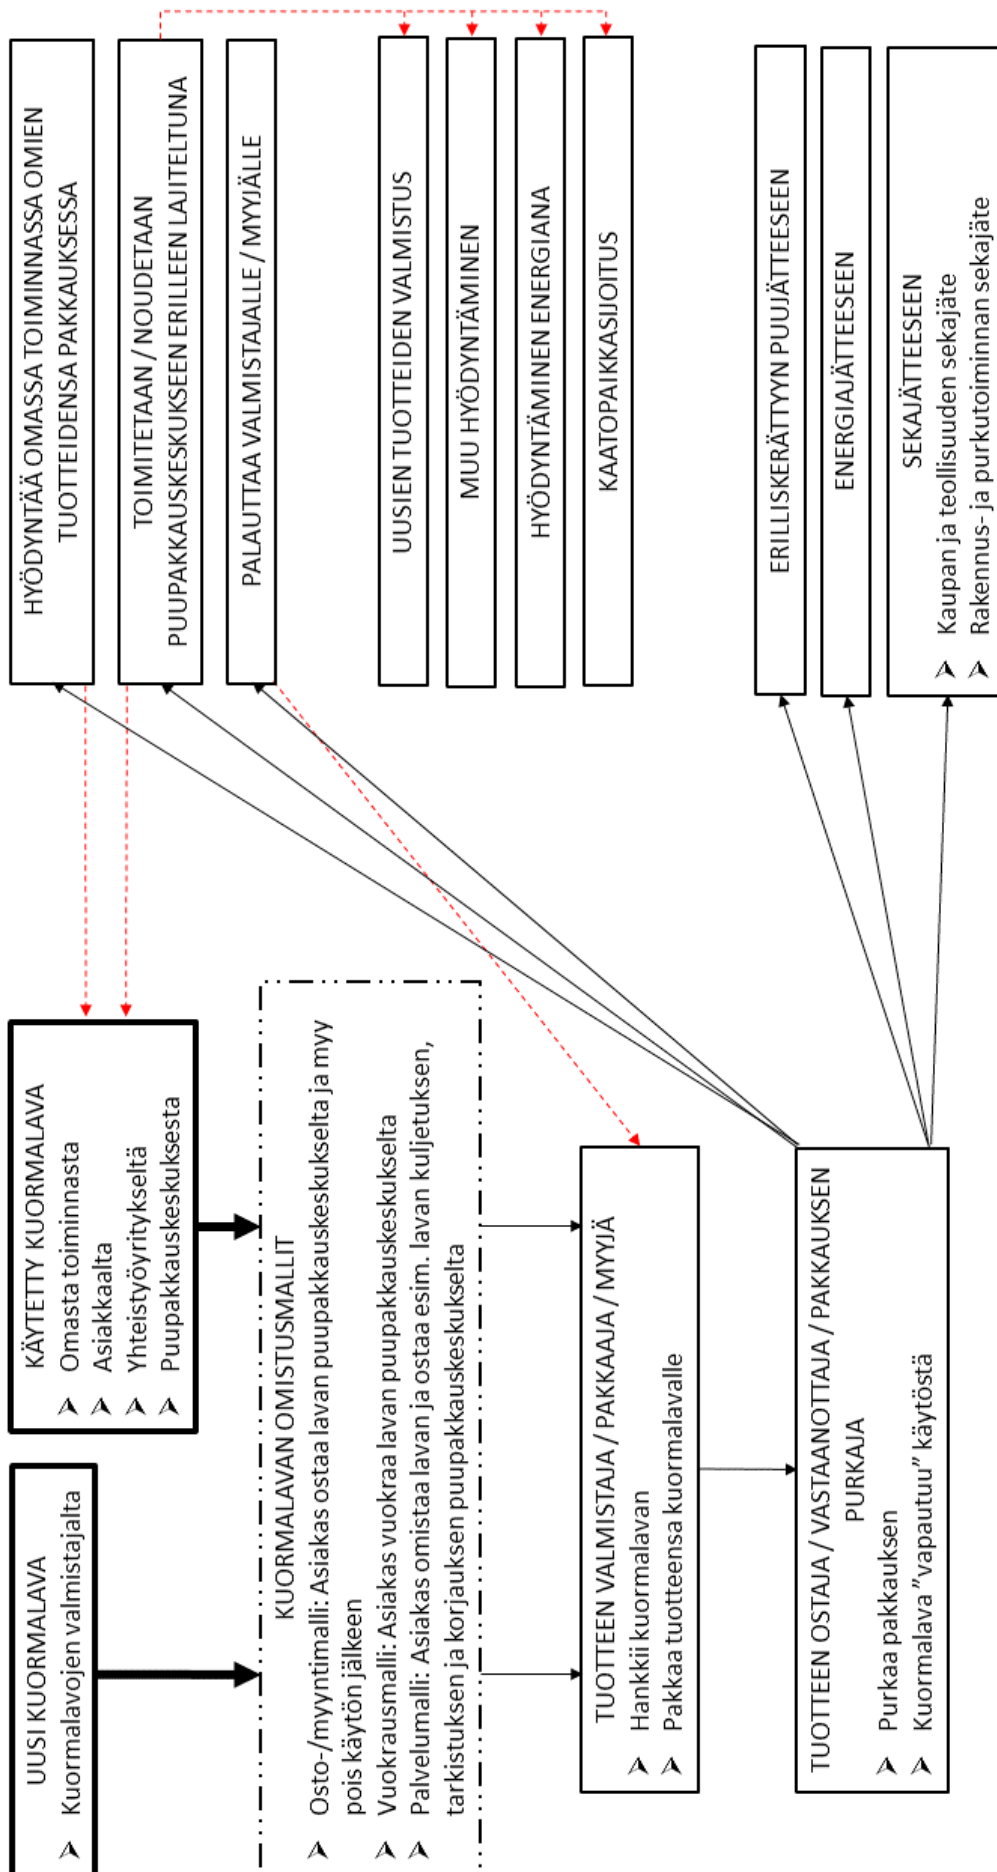 UUSI KUORMALAVA
➢ Kuormalavojen valmistajalta
KÄYTETTY KUORMALAVA
➢ Omasta toiminnasta
➢ Asiakkaalta
➢ Yhteistyöyritykseltä
➢ Puupakkauskeskuksesta
KUORMALAVAN OMISTUSMALLIT
➢ Osto-/myyntimalli: Asiakas ostaa lavan puupakkauskeskukselta ja myy
pois käytön jälkeen
➢ Vuokrausmalli: Asiakas vuokraa lavan puupakkauskeskukselta
➢ Palvelumalli: Asiakas omistaa lavan ja ostaa esim. lavan kuljetuksen,
tarkistuksen ja korjauksen puupakkauskeskukselta
TUOTTEEN VALMISTAJA / PAKKAAJA / MYYJÄ
➢ Hankkii kuormalavan
➢ Pakkaa tuotteensa kuormalavalle
TUOTTEEN OSTAJA / VASTAANOTTAJA / PAKKAUKSEN
PURKAJA
➢ Purkaa pakkauksen
➢ Kuormalava ”vapautuu” käytöstä
HYÖDYNTÄÄ OMASSA TOIMINNASSA OMIEN
TUOTTEIDENSA PAKKAUKSESSA
TOIMITETAAN / NOUDETAAN
PUUPAKKAUSKESKUKSEEN ERILLEEN LAJITELTUNA
PALAUTTAA VALMISTAJALLE / MYYJÄLLE
UUSIEN TUOTTEIDEN VALMISTUS
MUU HYÖDYNTÄMINEN
HYÖDYNTÄMINEN ENERGIANA
KAATOPAIKKASIJOITUS
ERILLISKERÄTTYYN PUUJÄTTEESEEN
ENERGIAJÄTTEESEEN
SEKAJÄTTEESEEN
➢ Kaupan ja teollisuuden sekajäte
➢ Rakennus- ja purkutoiminnan sekajäte